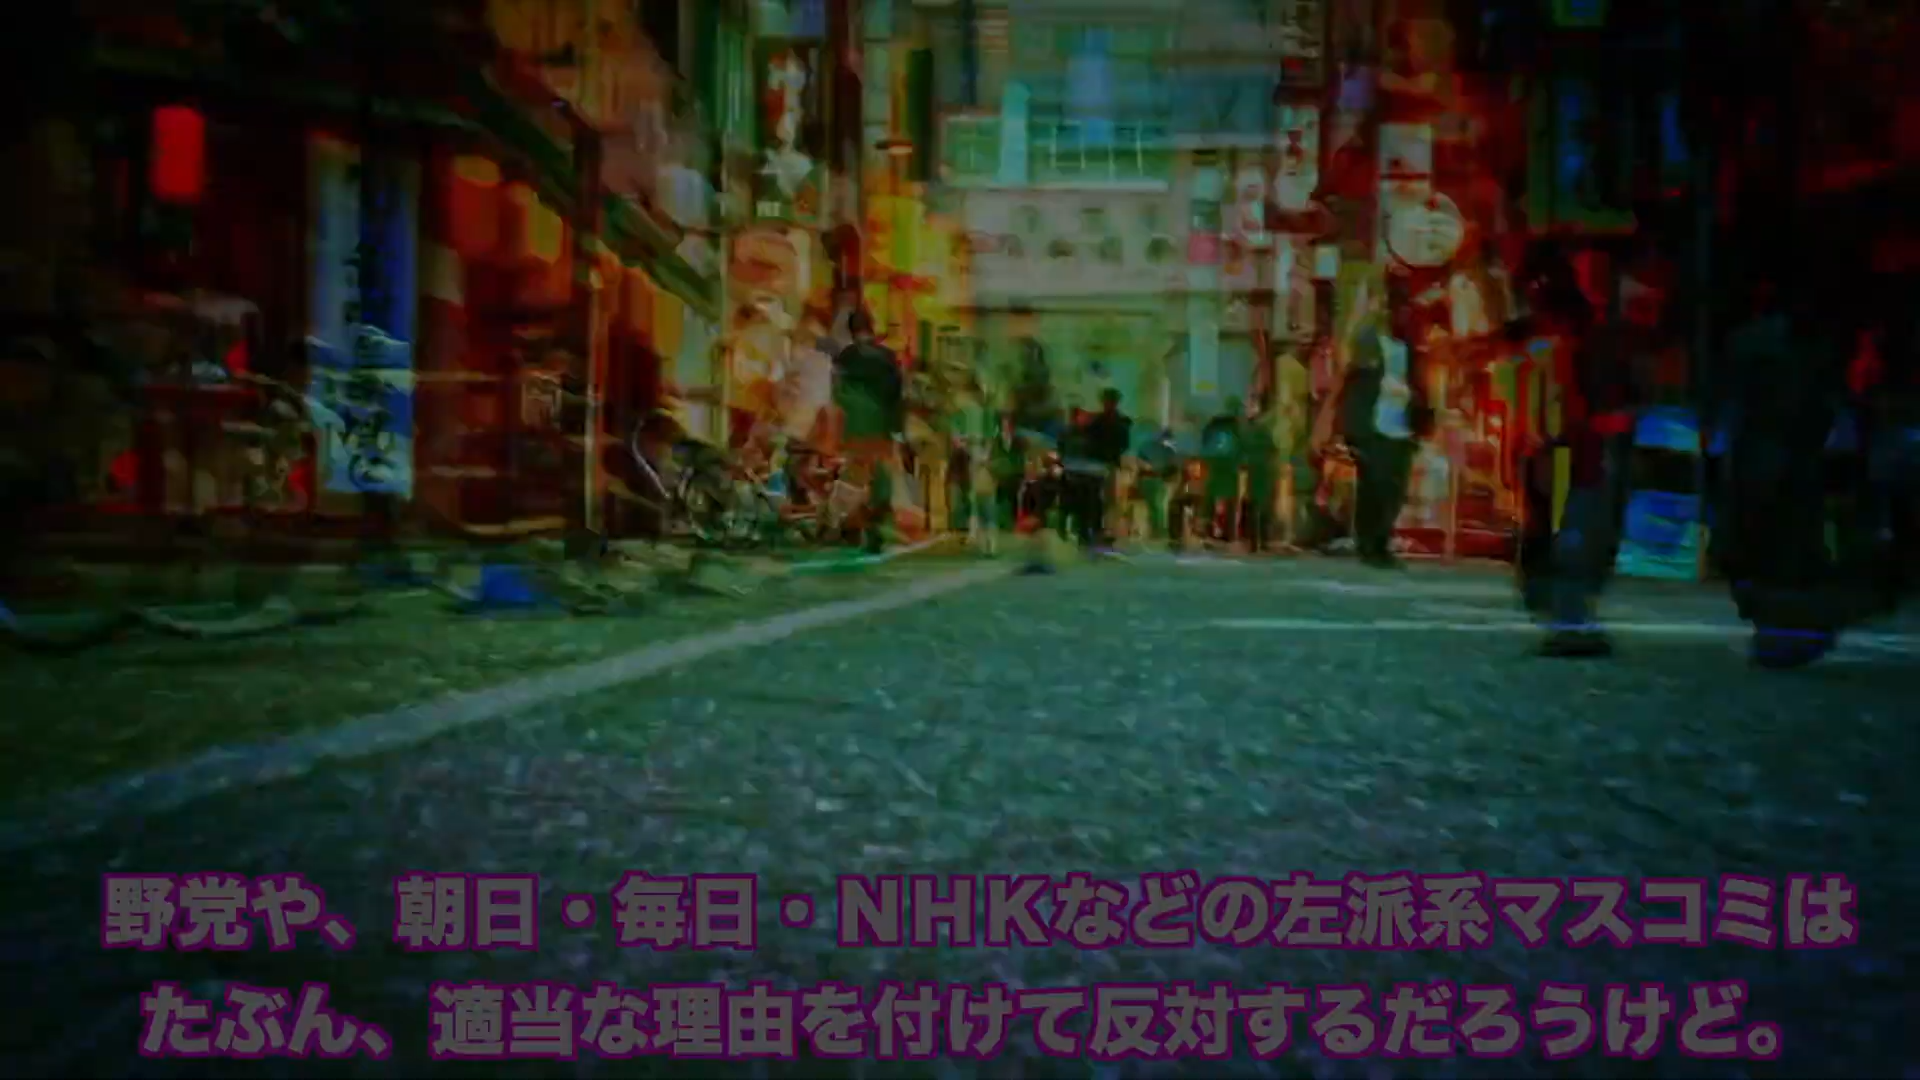 野党や、朝日・毎日・NHKなどの左派系マスコミは
たぶん、適当な理由を付けて反対するだろうけど。